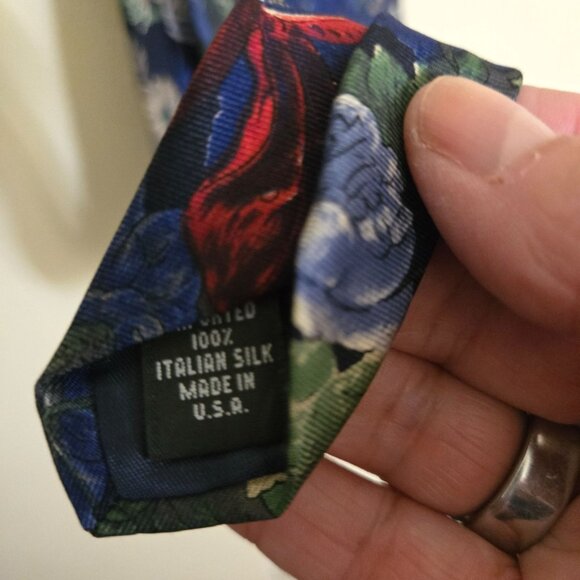 100%
ITALIAN SILK
MADE IN
U.S.A.